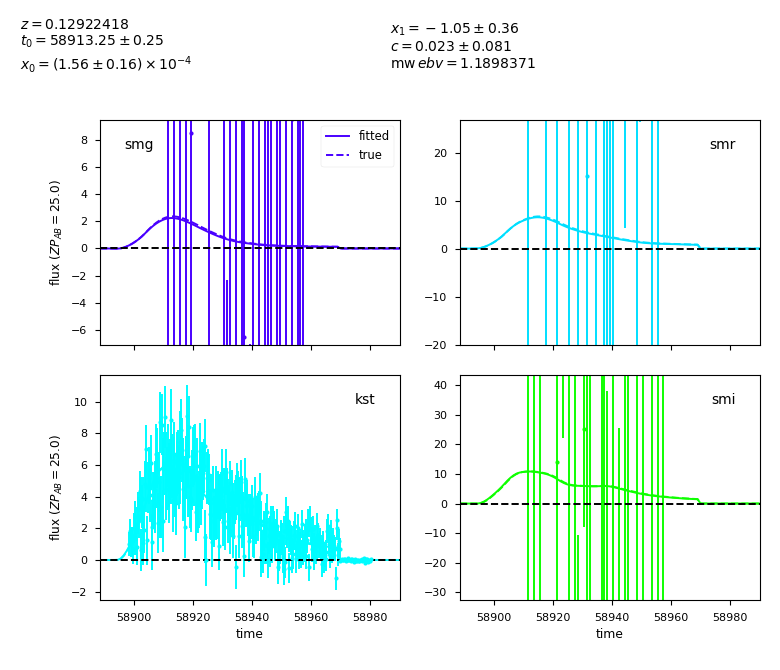 z = 0.12922418
t₀ = 58913.25 ± 0.25
x₀ = (1.56 ± 0.16) × 10⁻⁴
x₁ = −1.05 ± 0.36
c = 0.023 ± 0.081
mw ebv = 1.1898371
smg
fitted
true
flux (ZP_AB = 25.0)
8
6
4
2
0
−2
−4
−6
smr
20
10
0
−10
−20
kst
flux (ZP_AB = 25.0)
10
8
6
4
2
0
−2
58900 58920 58940 58960 58980
time
smi
40
30
20
10
0
−10
−20
−30
58900 58920 58940 58960 58980
time